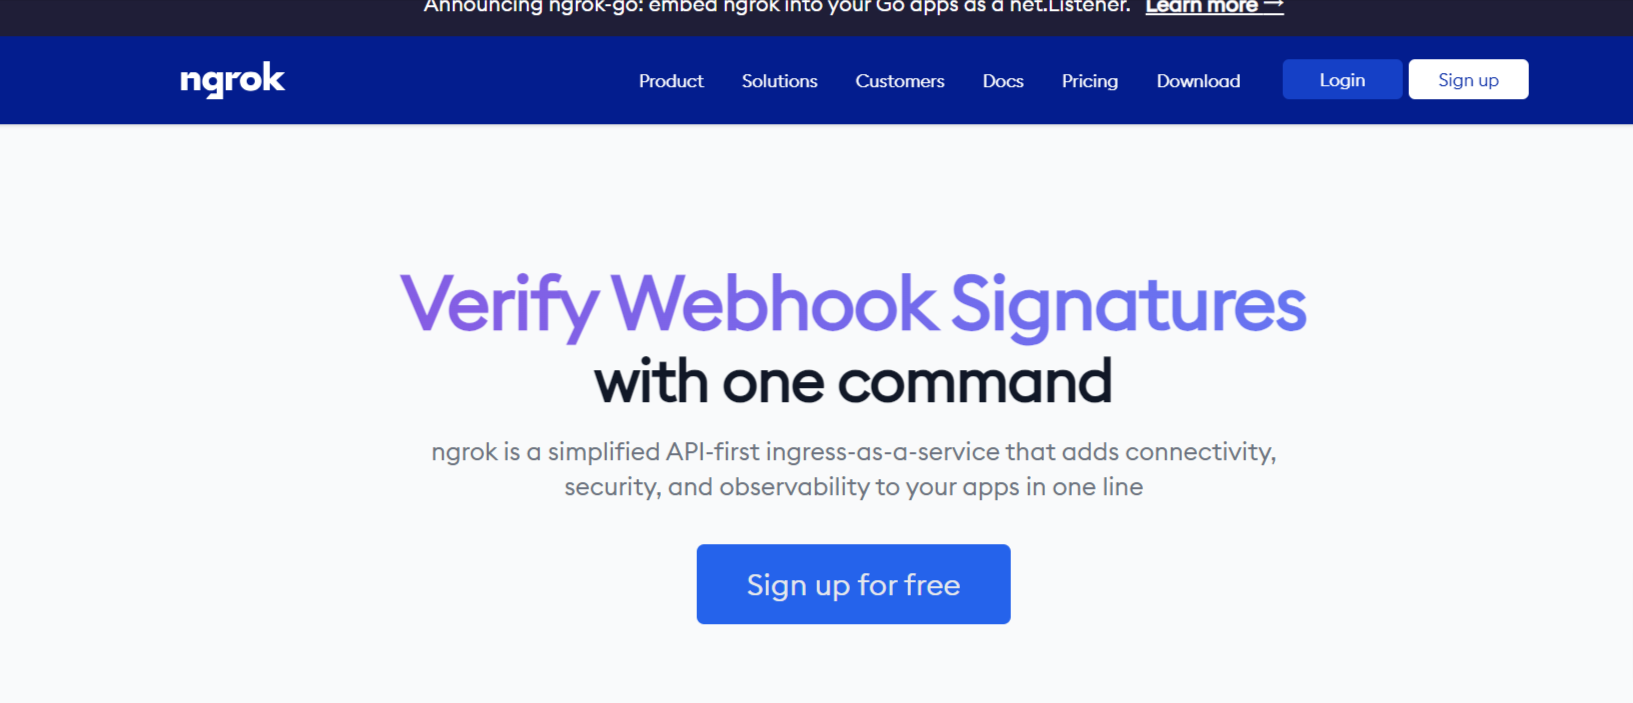 Announcing ngrok-go: embed ngrok into your Go apps as a net.Listener. Learn more →
ngrok Product Solutions Customers Docs Pricing Download Login Sign up
Verify Webhook Signatures
with one command
ngrok is a simplified API-first ingress-as-a-service that adds connectivity,
security, and observability to your apps in one line
Sign up for free